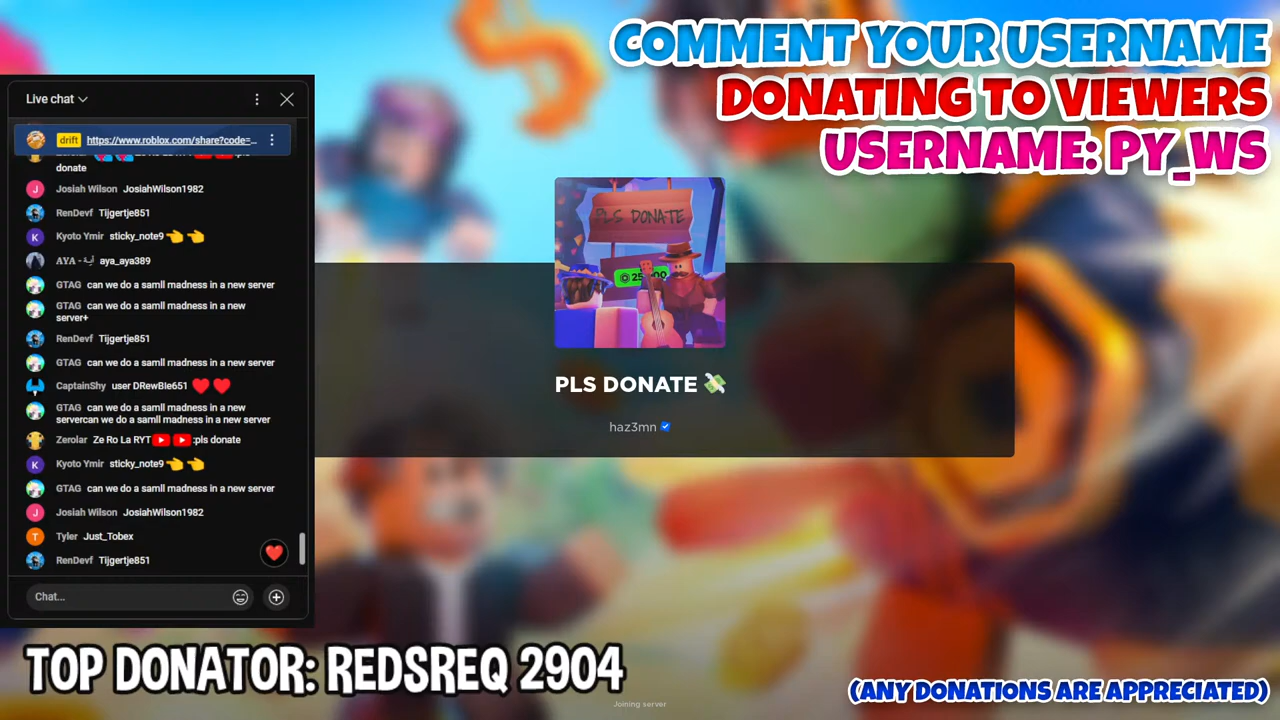 COMMENT YOUR USERNAME
DONATING TO VIEWERS
USERNAME: PY_WS
Live chat
drift https://www.roblox.com/share?code=...
donate
Josiah Wilson JosiahWilson1982
RenDevf Tijgertje851
Kyoto Ymir sticky_note9👈👈
AYA - آيــة aya_aya389
GTAG can we do a samll madness in a new server
GTAG can we do a samll madness in a new
server+
RenDevf Tijgertje851
GTAG can we do a samll madness in a new server
CaptainShy user DRewBIe651❤️❤️
GTAG can we do a samll madness in a new
servercan we do a samll madness in a new server
Zerolar Ze Ro La RYT :pls donate
Kyoto Ymir sticky_note9👈👈
GTAG can we do a samll madness in a new server
Josiah Wilson JosiahWilson1982
Tyler Just_Tobex
RenDevf Tijgertje851
Chat...
PLS DONATE
PLS DONATE 💸
haz3mn
TOP DONATOR: REDSREQ 2904
(ANY DONATIONS ARE APPRECIATED)
Joining server